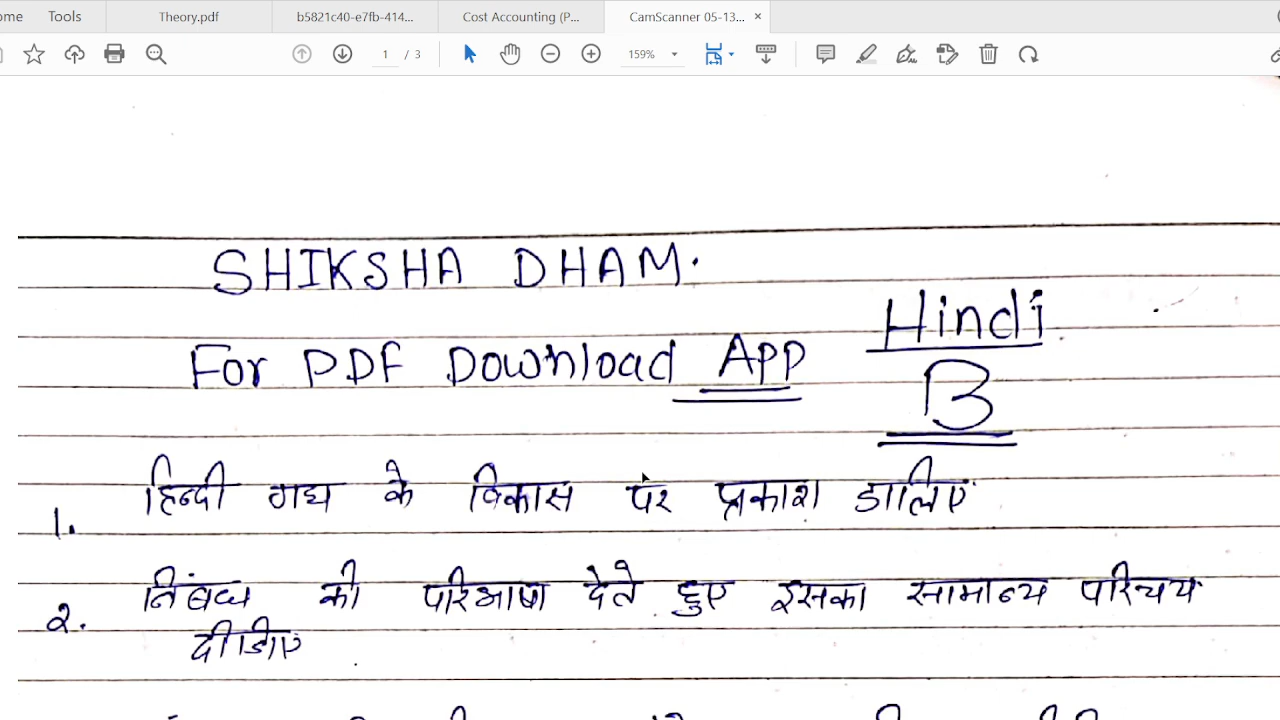 ome Tools Theory.pdf b5821c40-e7fb-414... Cost Accounting (P... CamScanner 05-13... ×
1 / 3 159%
SHIKSHA DHAM.
For PDF Download App
Hindi
B
1. हिन्दी गद्य के विकास पर प्रकाश डालिए
2. निबंध की परिभाषा देते हुए इसका सामान्य परिचय
दीजिए